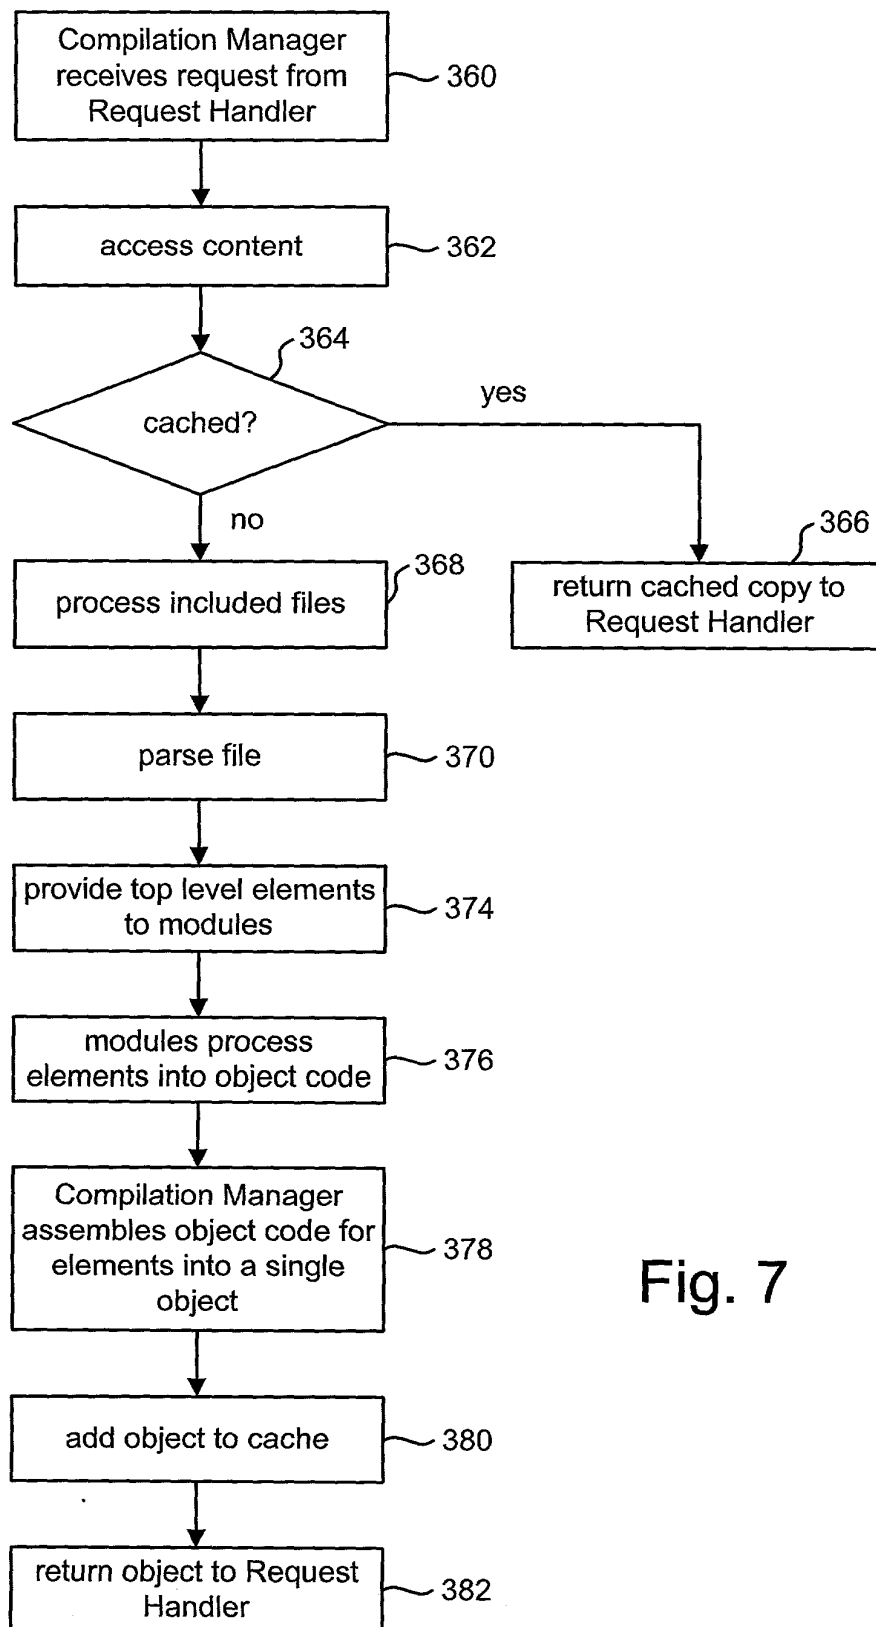 Compilation Manager
receives request from
Request Handler
360
access content
362
364
cached?
yes
no
366
368
process included files
return cached copy to
Request Handler
parse file
370
provide top level elements
to modules
374
modules process
elements into object code
376
Compilation Manager
assembles object code for
elements into a single
object
378
Fig. 7
add object to cache
380
return object to Request
Handler
382